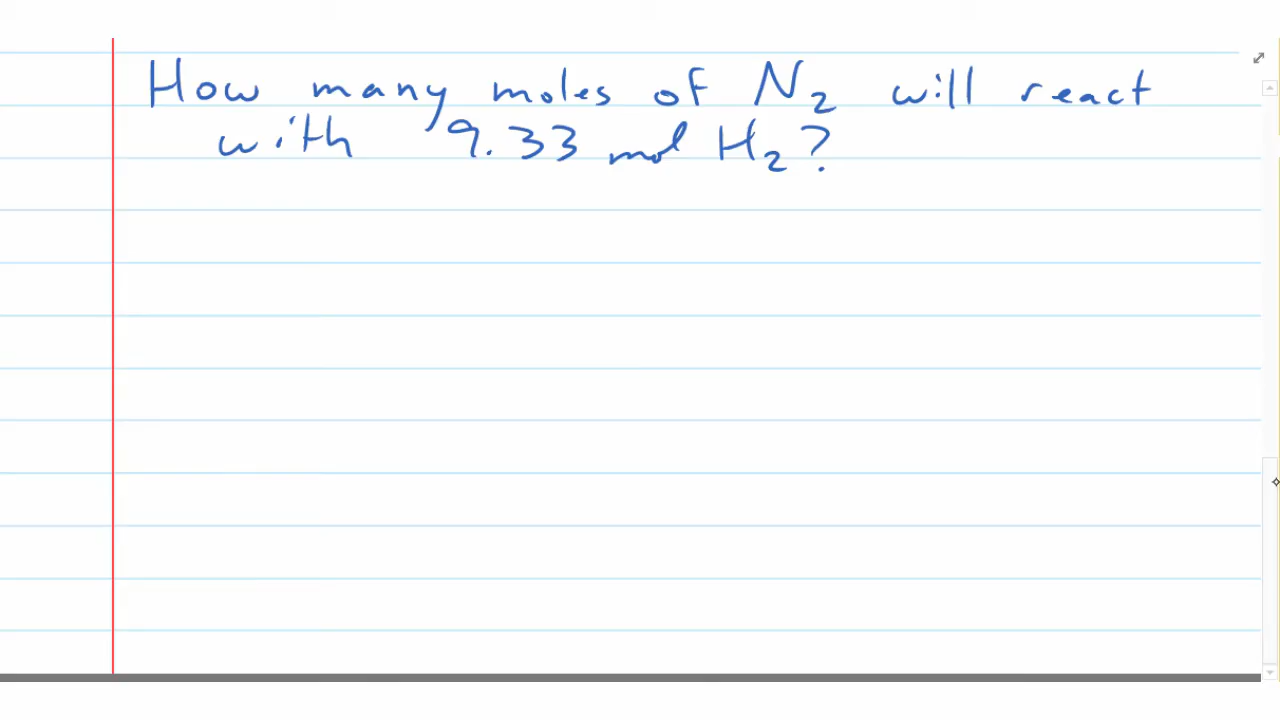 How many moles of N₂ will react
with 9.33 mol H₂?